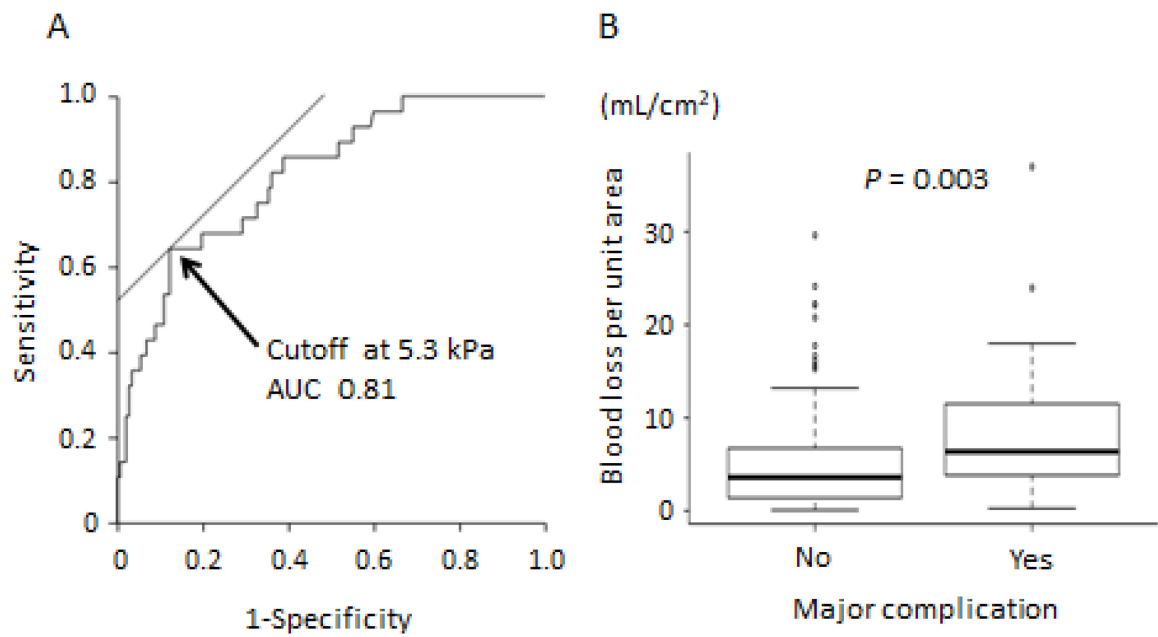 A
1.0
0.8
0.6
0.4
0.2
0
Sensitivity
Cutoff at 5.3 kPa
AUC 0.81
0 0.2 0.4 0.6 0.8 1.0
1-Specificity
B
(mL/cm²)
P = 0.003
30
20
10
0
Blood loss per unit area
No Yes
Major complication